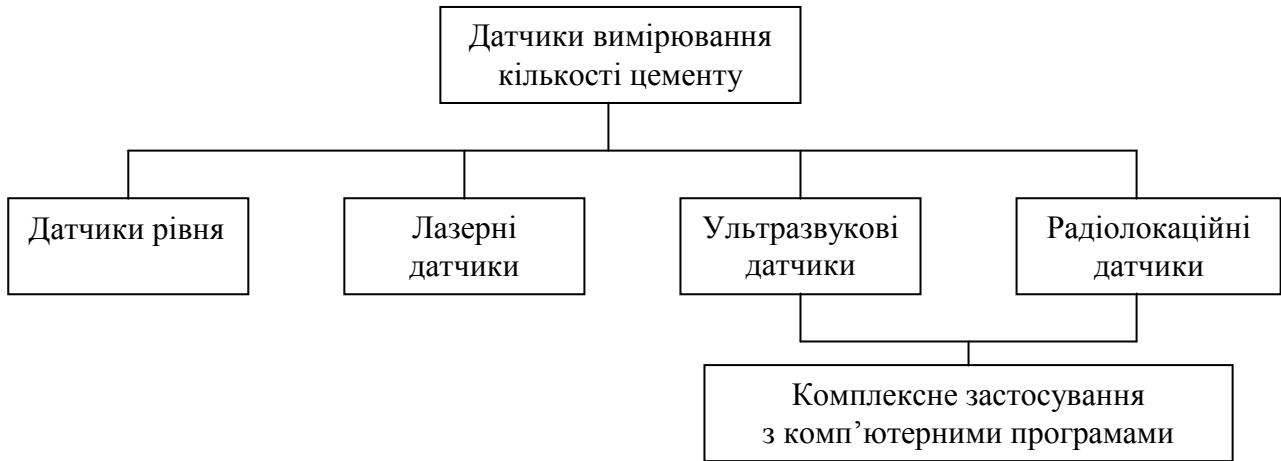 Датчики вимірювання
кількості цементу
Датчики рівня
Лазерні
датчики
Ультразвукові
датчики
Радіолокаційні
датчики
Комплексне застосування
з комп’ютерними програмами